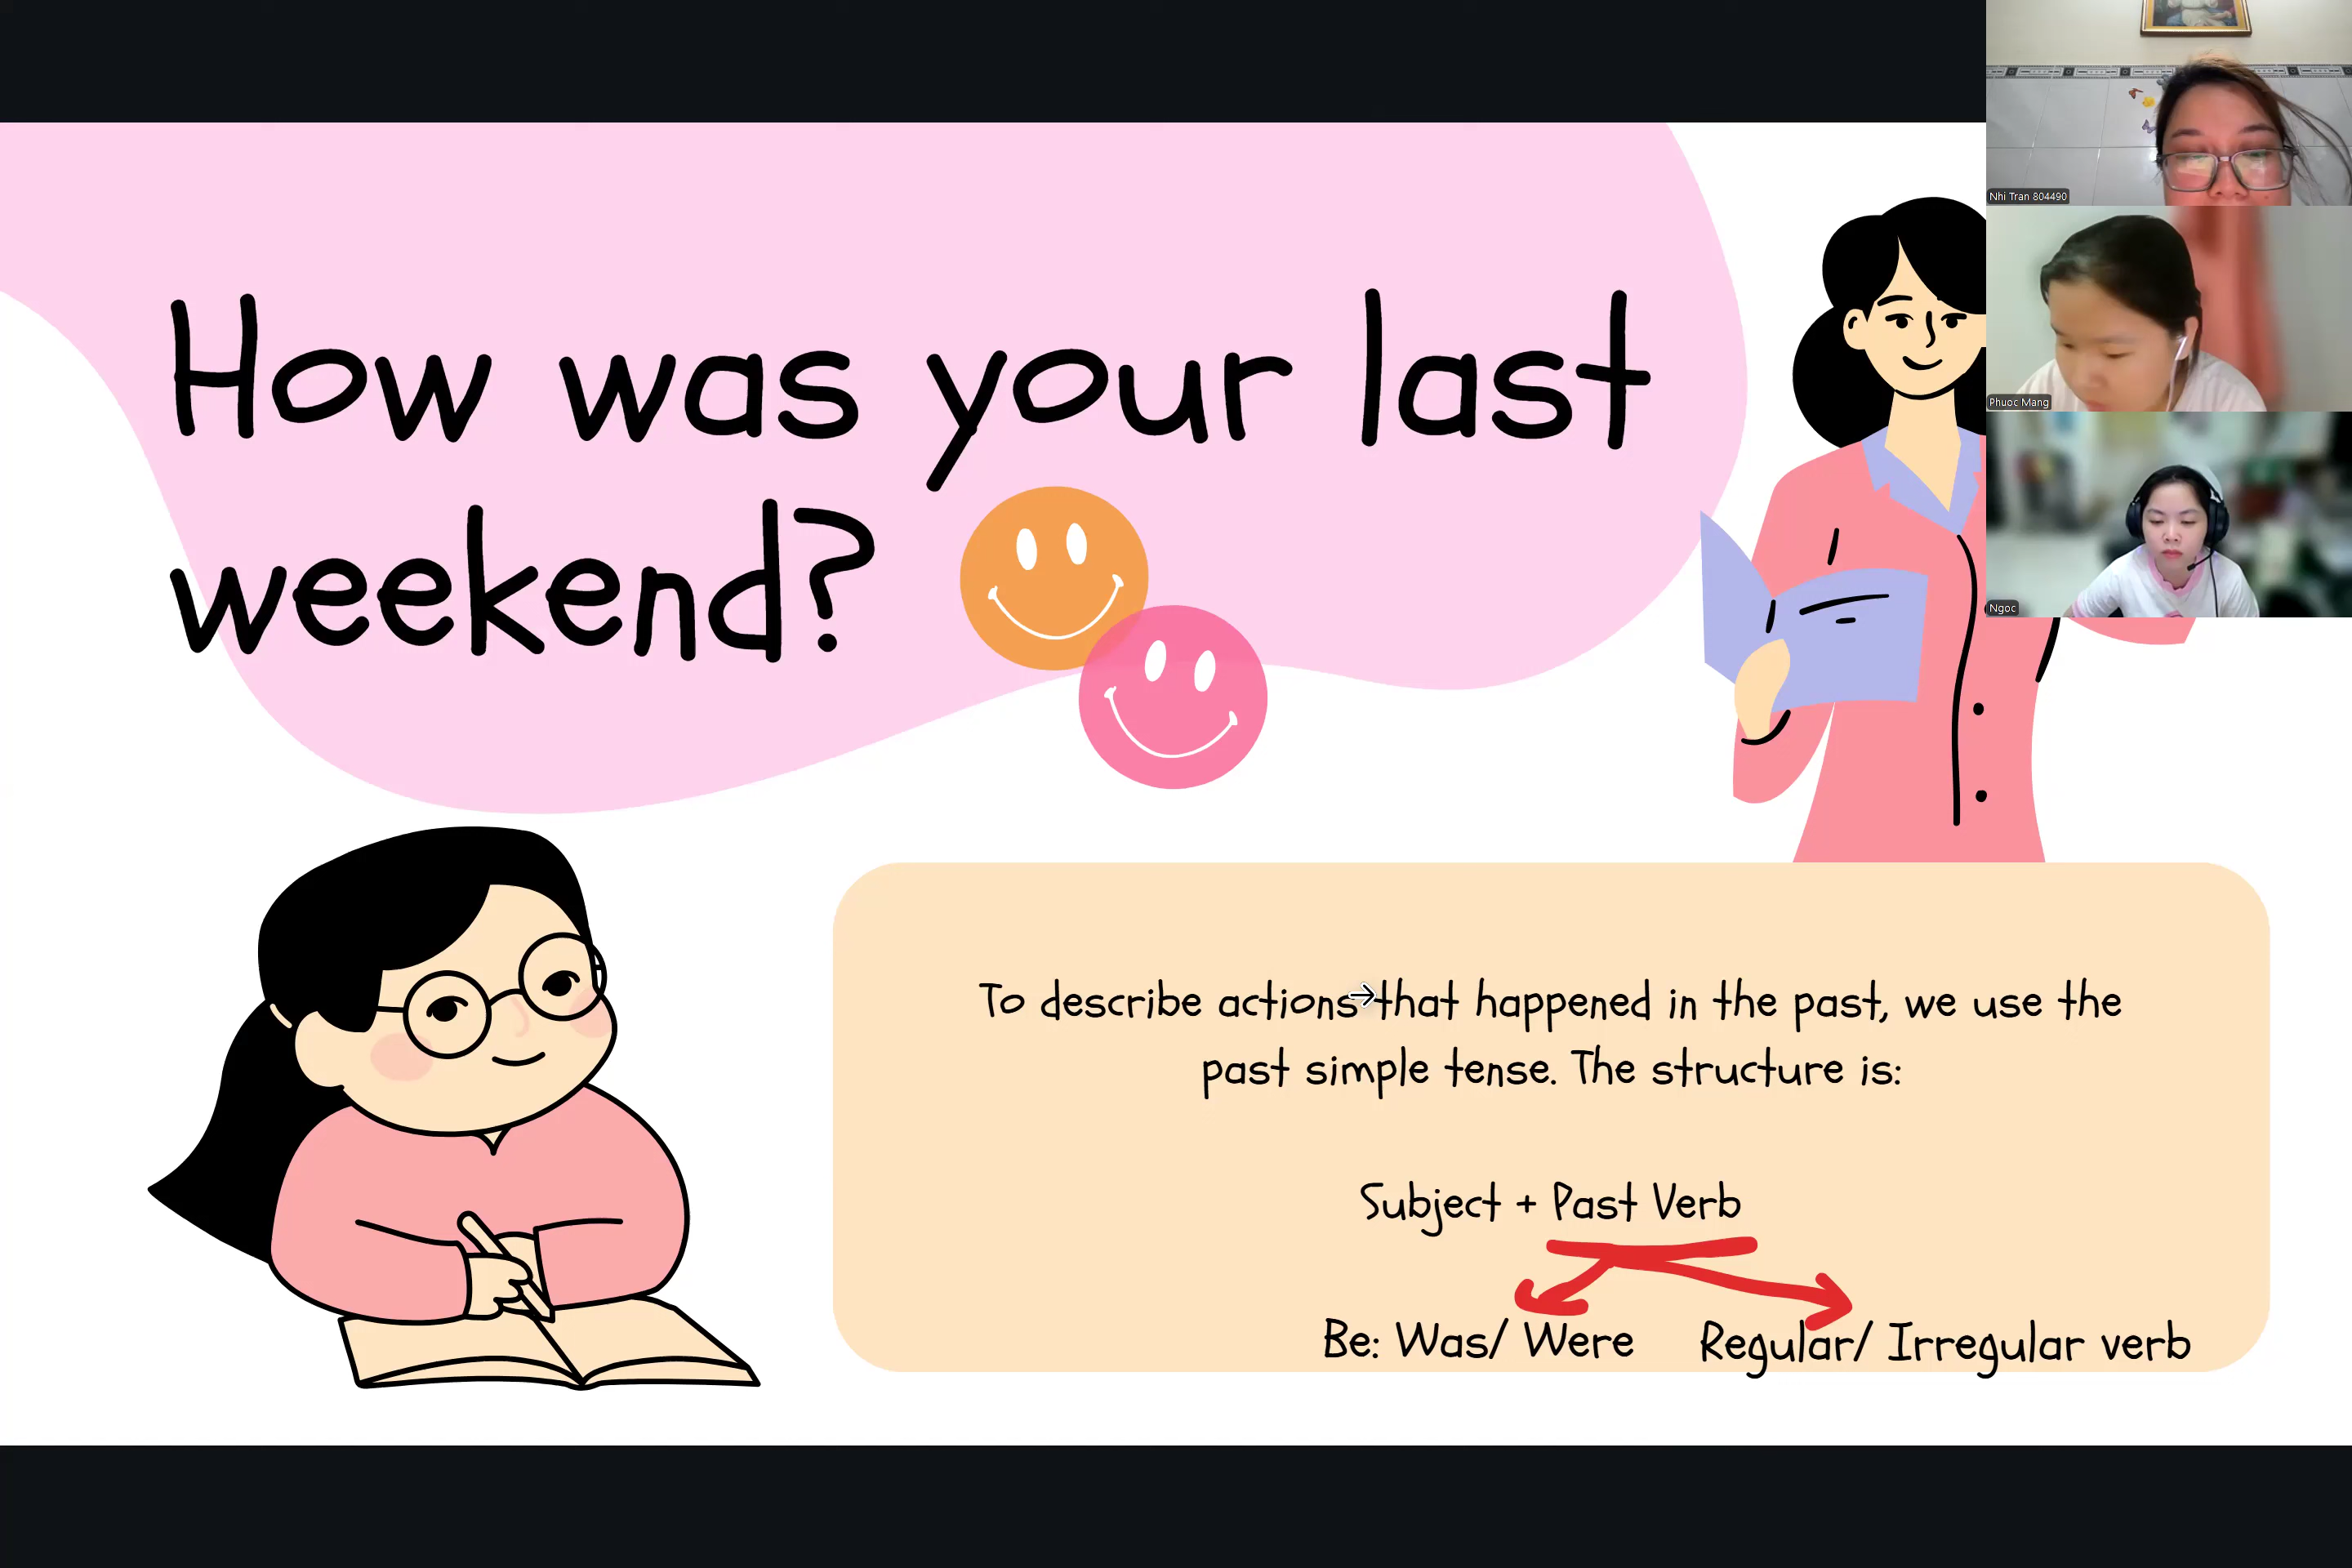 How was your last
weekend?
To describe actions that happened in the past, we use the
past simple tense. The structure is:
Subject + Past Verb
Be: Was/ Were
Regular/ Irregular verb
Nhi Tran 804490
Phuoc Mang
Ngoc